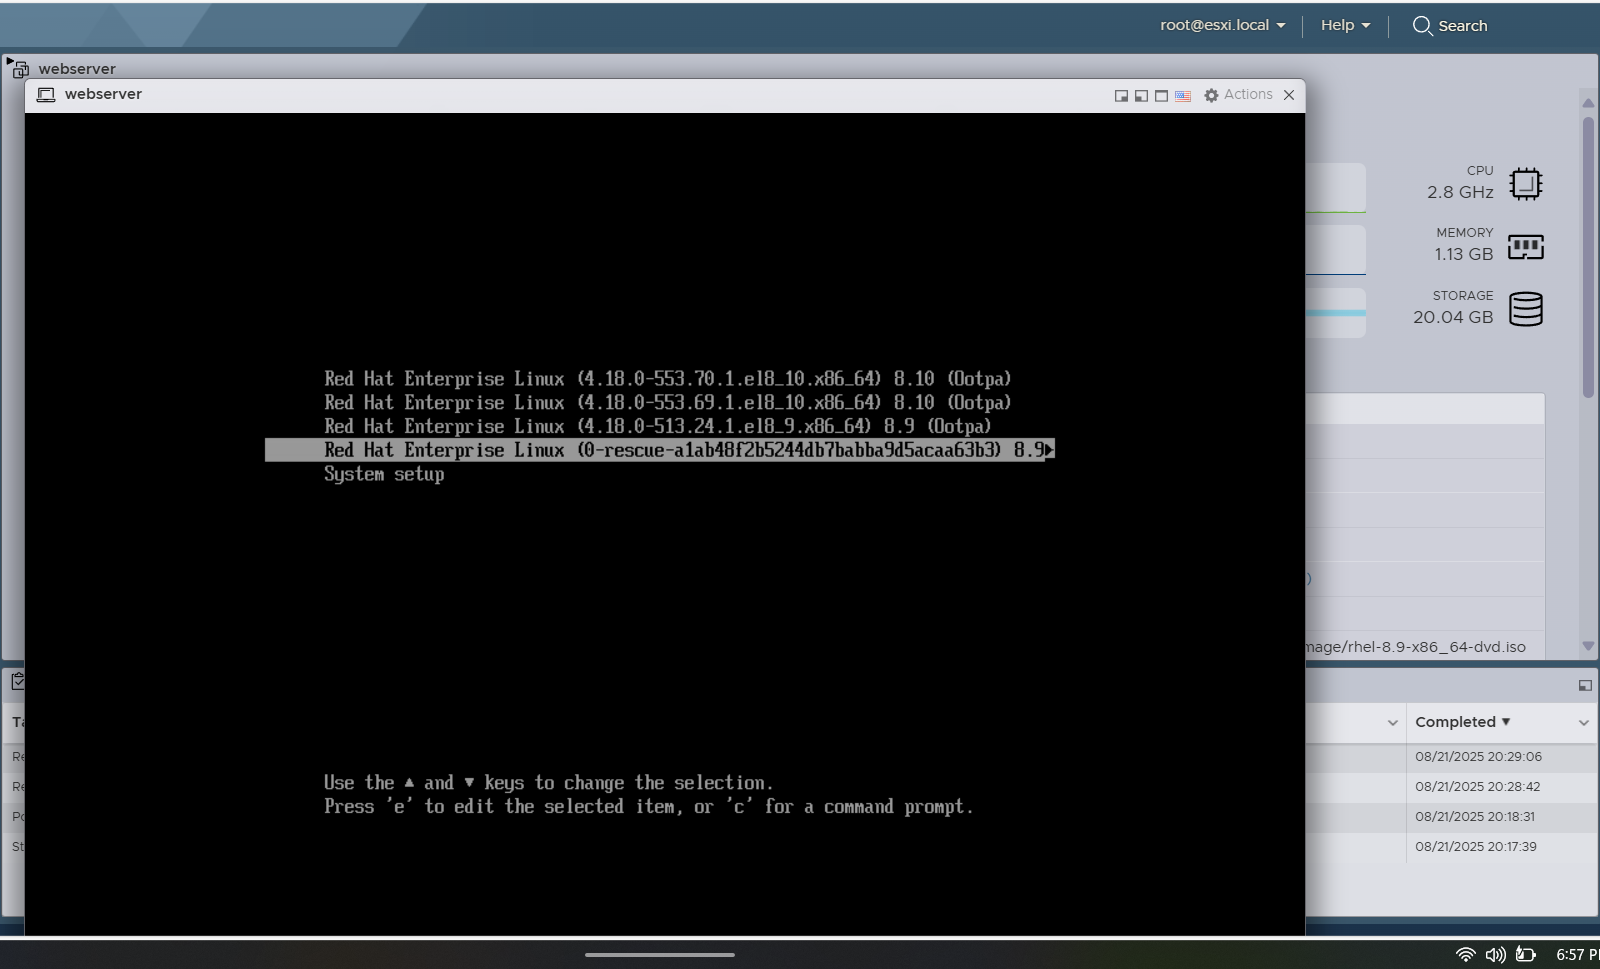 root@esxi.local
Help
Search
webserver
webserver
Actions
CPU
2.8 GHz
MEMORY
1.13 GB
STORAGE
20.04 GB
Red Hat Enterprise Linux (4.18.0-553.70.1.el8_10.x86_64) 8.10 (Ootpa)
Red Hat Enterprise Linux (4.18.0-553.69.1.el8_10.x86_64) 8.10 (Ootpa)
Red Hat Enterprise Linux (4.18.0-513.24.1.el8_9.x86_64) 8.9 (Ootpa)
Red Hat Enterprise Linux (0-rescue-a1ab48f2b5244db7babba9d5acaa63b3) 8.9
System setup
)
mage/rhel-8.9-x86_64-dvd.iso
Use the ▲ and ▼ keys to change the selection.
Press 'e' to edit the selected item, or 'c' for a command prompt.
Ta
Completed ▼
Re
08/21/2025 20:29:06
Re
08/21/2025 20:28:42
Po
08/21/2025 20:18:31
St
08/21/2025 20:17:39
6:57 P